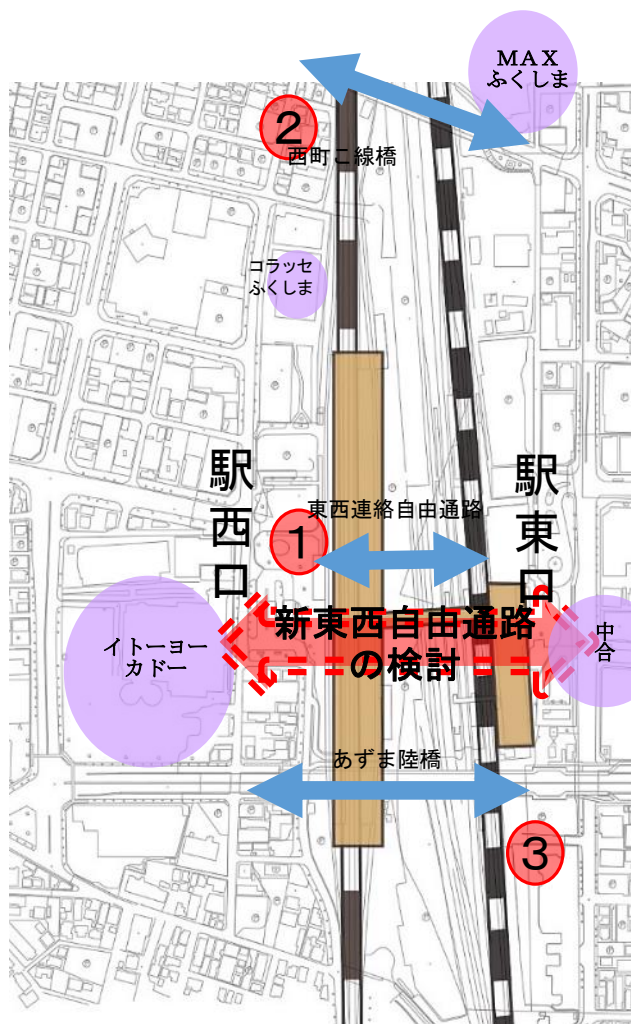 MAX
ふくしま
②
西町こ線橋
コラッセ
ふくしま
駅西口
東西連絡自由通路
駅東口
①
新東西自由通路
の検討
イトーヨー
カドー
中合
あずま陸橋
③